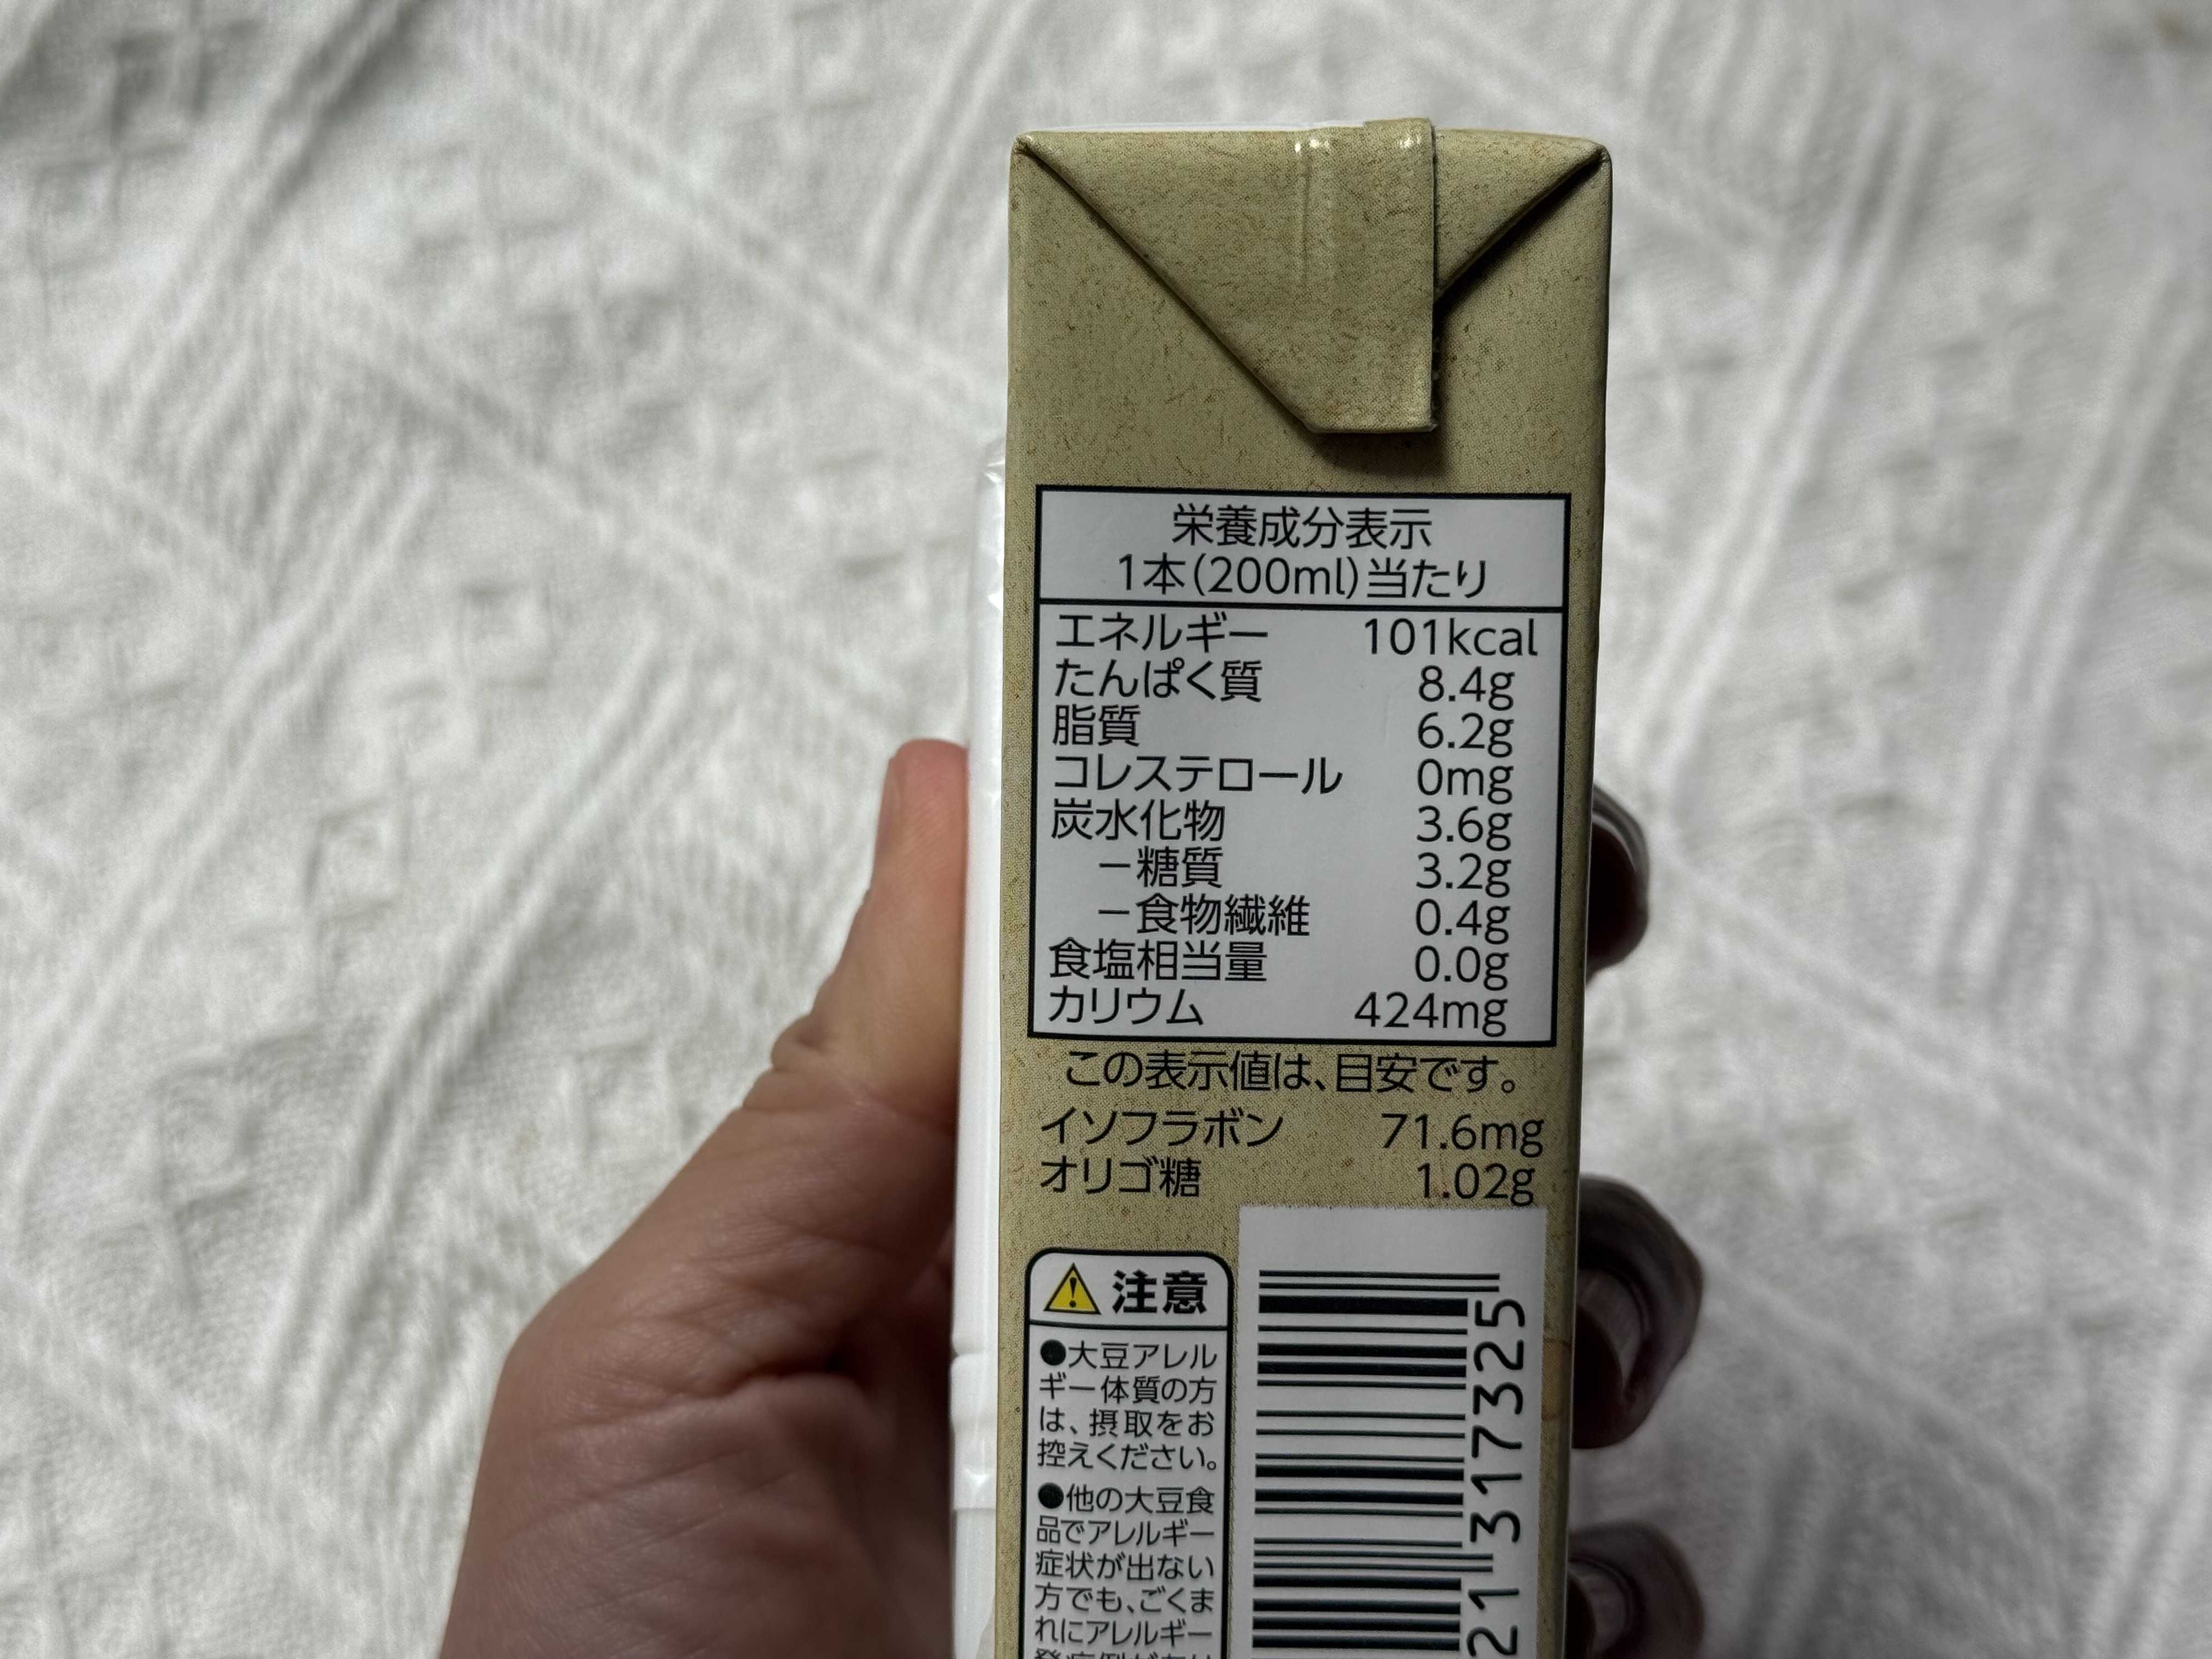 栄養成分表示
1本(200ml)当たり
エネルギー 101kcal
たんぱく質 8.4g
脂質 6.2g
コレステロール 0mg
炭水化物 3.6g
－糖質 3.2g
－食物繊維 0.4g
食塩相当量 0.0g
カリウム 424mg
この表示値は、目安です。
イソフラボン 71.6mg
オリゴ糖 1.02g
注意
●大豆アレル
ギー体質の方
は、摂取をお
控えください。
●他の大豆食
品でアレルギー
症状が出ない
方でも、ごくま
れにアレルギー
21 317325